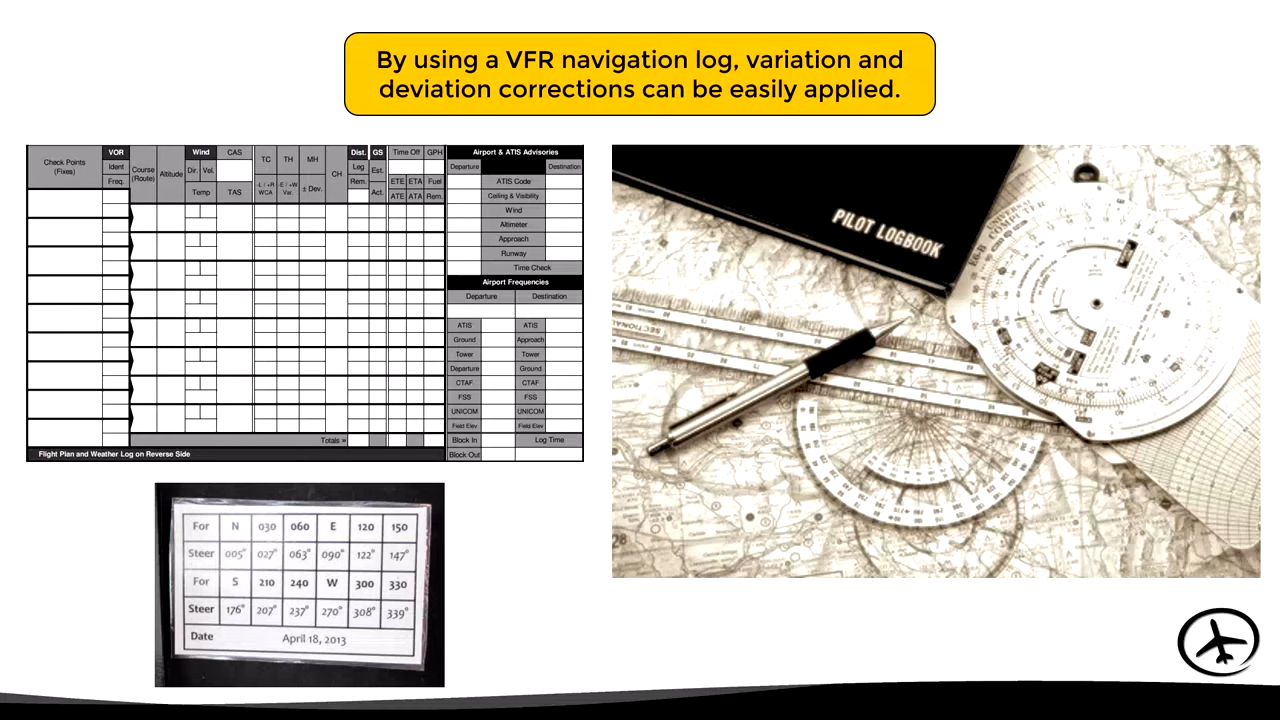 By using a VFR navigation log, variation and
deviation corrections can be easily applied.
Check Points
(Fixes)
VOR
Ident
Freq.
Course
(Route)
Altitude
Wind
Dir. Vel.
Temp
CAS
TAS
TC
-L / +R
WCA
TH
-E / +W
Var.
MH
± Dev.
CH
Dist.
Leg
Rem.
GS
Est.
Act.
Time Off
GPH
ETE ETA Fuel
ATE ATA Rem.
Totals »
Flight Plan and Weather Log on Reverse Side
Airport & ATIS Advisories
Departure Destination
ATIS Code
Ceiling & Visibility
Wind
Altimeter
Approach
Runway
Time Check
Airport Frequencies
Departure Destination
ATIS ATIS
Ground Approach
Tower Tower
Departure Ground
CTAF CTAF
FSS FSS
UNICOM UNICOM
Field Elev Field Elev
Block In Log Time
Block Out
PILOT LOGBOOK
For N 030 060 E 120 150
Steer 005° 027° 063° 090° 122° 147°
For S 210 240 W 300 330
Steer 176° 207° 237° 270° 308° 339°
Date April 18, 2013